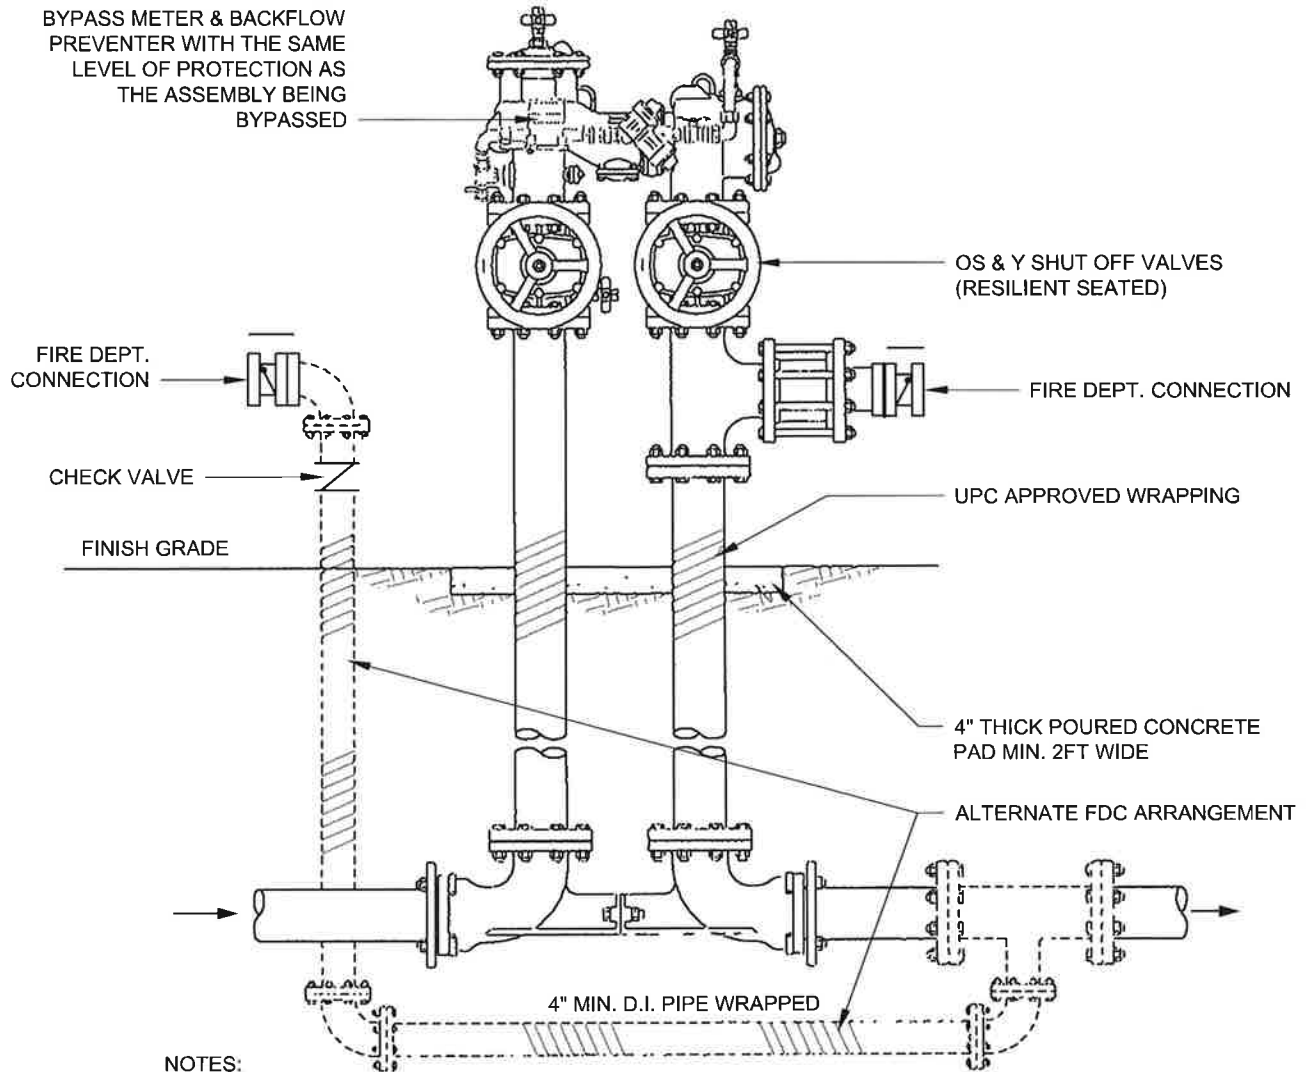 BYPASS METER & BACKFLOW
PREVENTER WITH THE SAME
LEVEL OF PROTECTION AS
THE ASSEMBLY BEING
BYPASSED
OS & Y SHUT OFF VALVES
(RESILIENT SEATED)
FIRE DEPT.
CONNECTION
FIRE DEPT. CONNECTION
CHECK VALVE
UPC APPROVED WRAPPING
FINISH GRADE
4" THICK POURED CONCRETE
PAD MIN. 2FT WIDE
ALTERNATE FDC ARRANGEMENT
4" MIN. D.I. PIPE WRAPPED
NOTES: